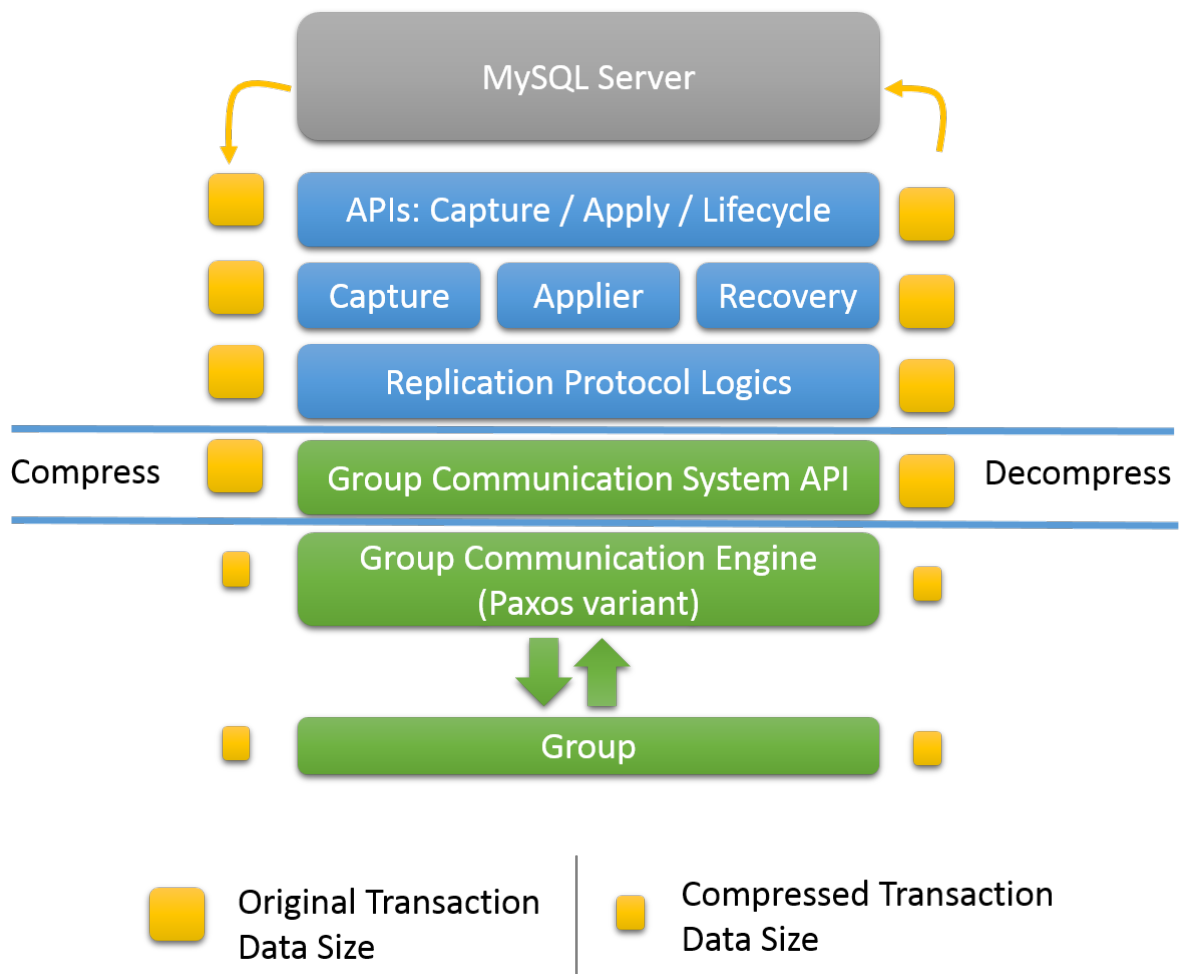 MySQL Server
APIs: Capture / Apply / Lifecycle
Capture
Applier
Recovery
Replication Protocol Logics
Compress
Group Communication System API
Decompress
Group Communication Engine
(Paxos variant)
Group
Original Transaction
Data Size
Compressed Transaction
Data Size